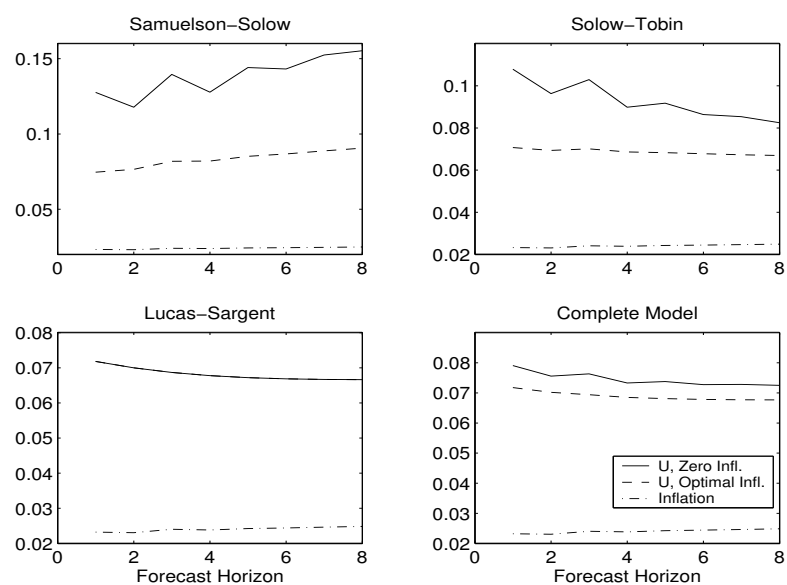 Samuelson−Solow
0.15
0.1
0.05
0 2 4 6 8
Solow−Tobin
0.1
0.08
0.06
0.04
0.02
0 2 4 6 8
Lucas−Sargent
0.08
0.07
0.06
0.05
0.04
0.03
0.02
0 2 4 6 8
Forecast Horizon
Complete Model
0.08
0.07
0.06
0.05
0.04
0.03
0.02
U, Zero Infl.
U, Optimal Infl.
Inflation
0 2 4 6 8
Forecast Horizon